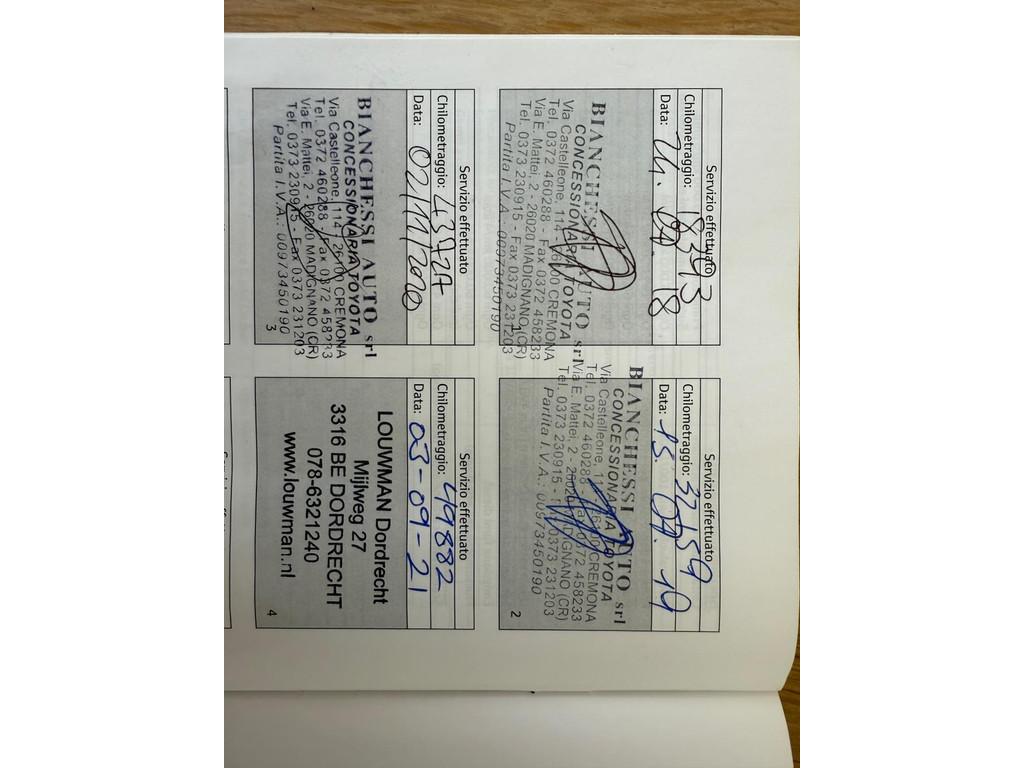 Servizio effettuato
Chilometraggio: 18393
Data: 18
BIANCHESSI AUTO srl
CONCESSIONARIA TOYOTA
Via Castelleone, 114 - 26100 CREMONA
Tel. 0372 460288 - Fax 0372 458233
Via E. Mattei, 2 - 26020 MADIGNANO (CR)
Tel. 0373 230915 - Fax 0373 231203
Partita I.V.A.: 00973450190
1
Servizio effettuato
Chilometraggio: 32159
Data: 19
BIANCHESSI AUTO srl
CONCESSIONARIA TOYOTA
Via Castelleone, 114 - 26100 CREMONA
Tel. 0372 460288 - Fax 0372 458233
Via E. Mattei, 2 - 26020 MADIGNANO (CR)
Tel. 0373 230915 - Fax 0373 231203
Partita I.V.A.: 00973450190
2
Servizio effettuato
Chilometraggio:
Data: 02/11/2020
BIANCHESSI AUTO srl
CONCESSIONARIA TOYOTA
Via Castelleone, 114 - 26100 CREMONA
Tel. 0372 460288 - Fax 0372 458233
Via E. Mattei, 2 - 26020 MADIGNANO (CR)
Tel. 0373 230915 - Fax 0373 231203
Partita I.V.A.: 00973450190
3
Servizio effettuato
Chilometraggio: 49882
Data: 03-09-21
LOUWMAN Dordrecht
Mijlweg 27
3316 BE DORDRECHT
078-6321240
www.louwman.nl
4